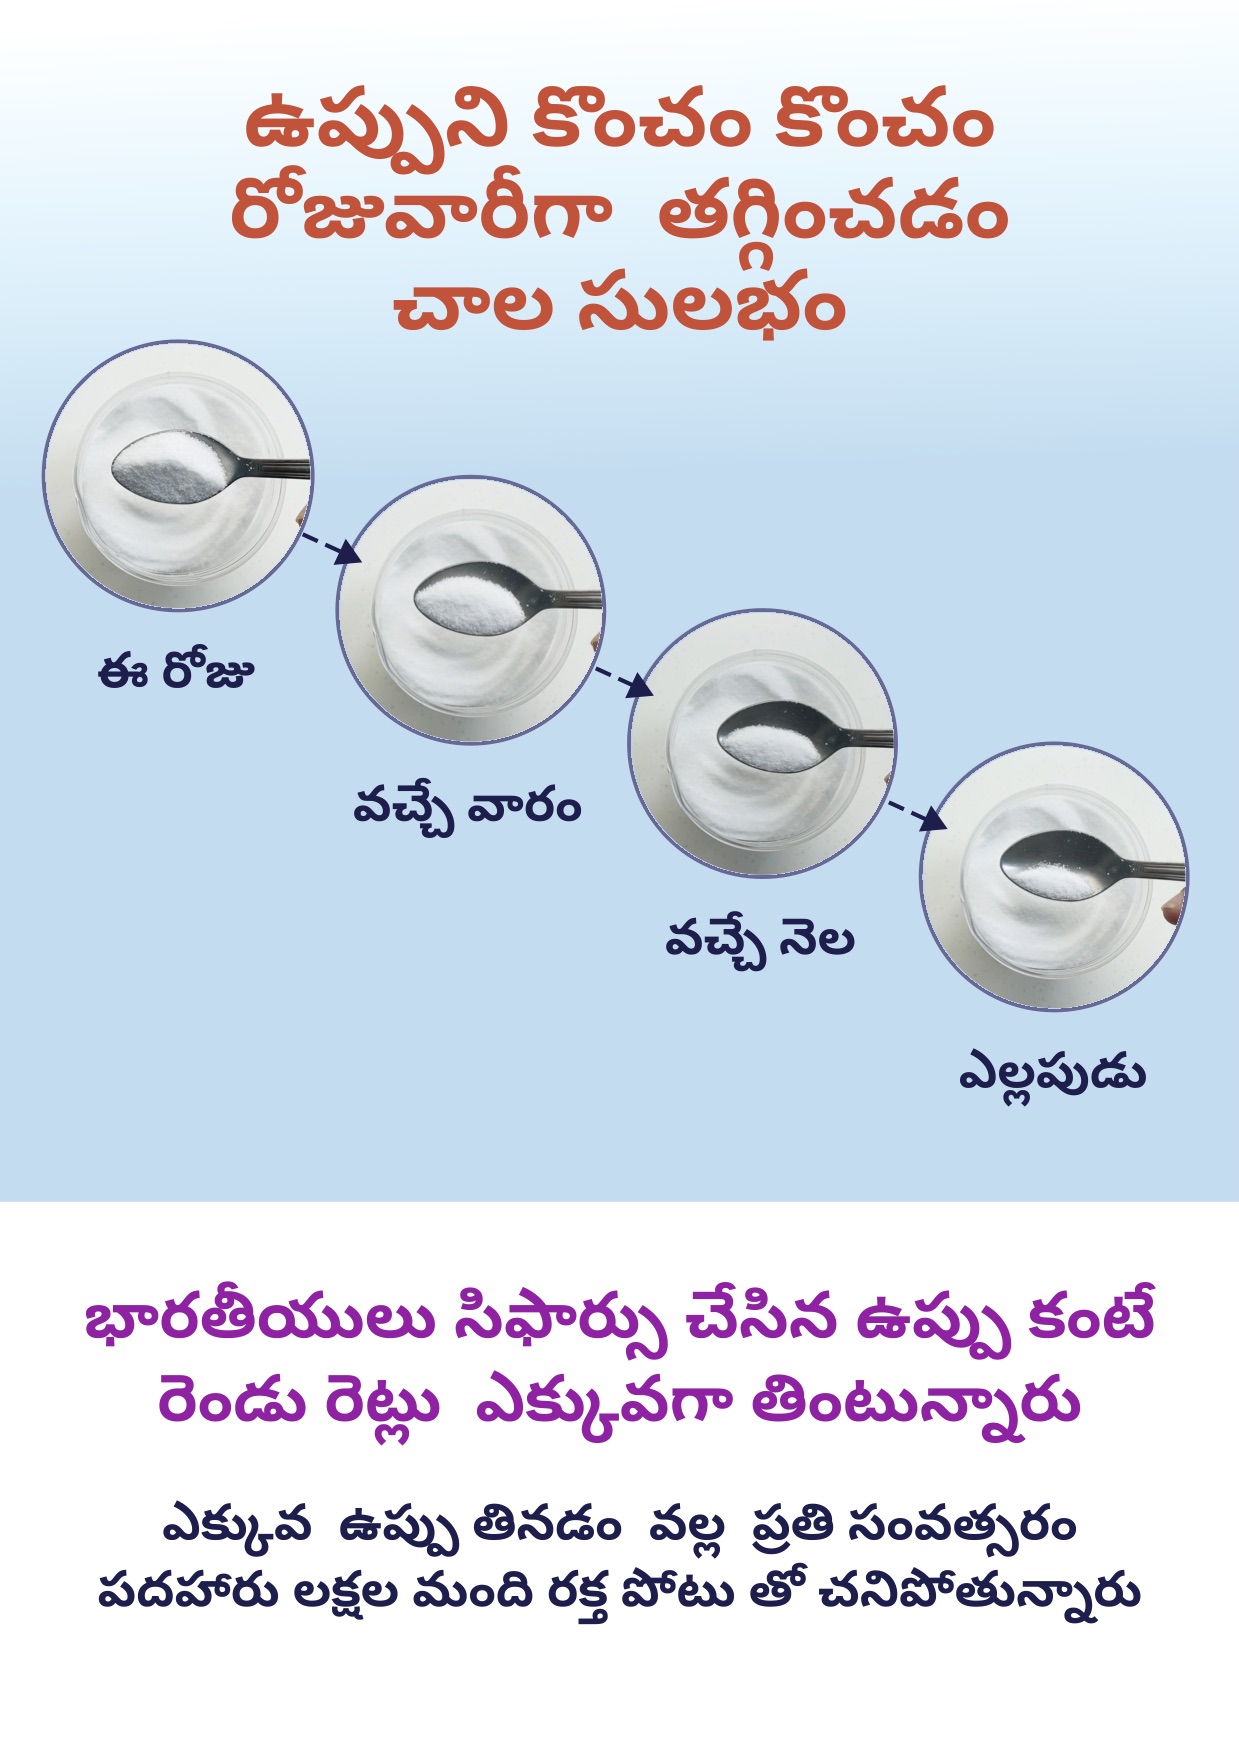 ఉప్పుని కొంచం కొంచం
రోజువారీగా తగ్గించడం
చాల సులభం
ఈ రోజు
వచ్చే వారం
వచ్చే నెల
ఎల్లపుడు
భారతీయులు సిఫార్సు చేసిన ఉప్పు కంటే
రెండు రెట్లు ఎక్కువగా తింటున్నారు
ఎక్కువ ఉప్పు తినడం వల్ల ప్రతి సంవత్సరం
పదహారు లక్షల మంది రక్త పోటు తో చనిపోతున్నారు